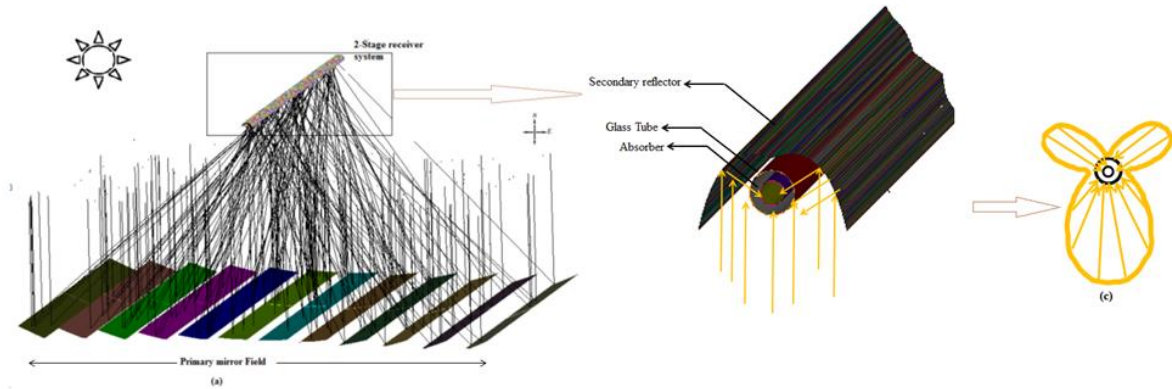 2-Stage receiver
system
Primary mirror Field
(a)
Secondary reflector
Glass Tube
Absorber
(c)